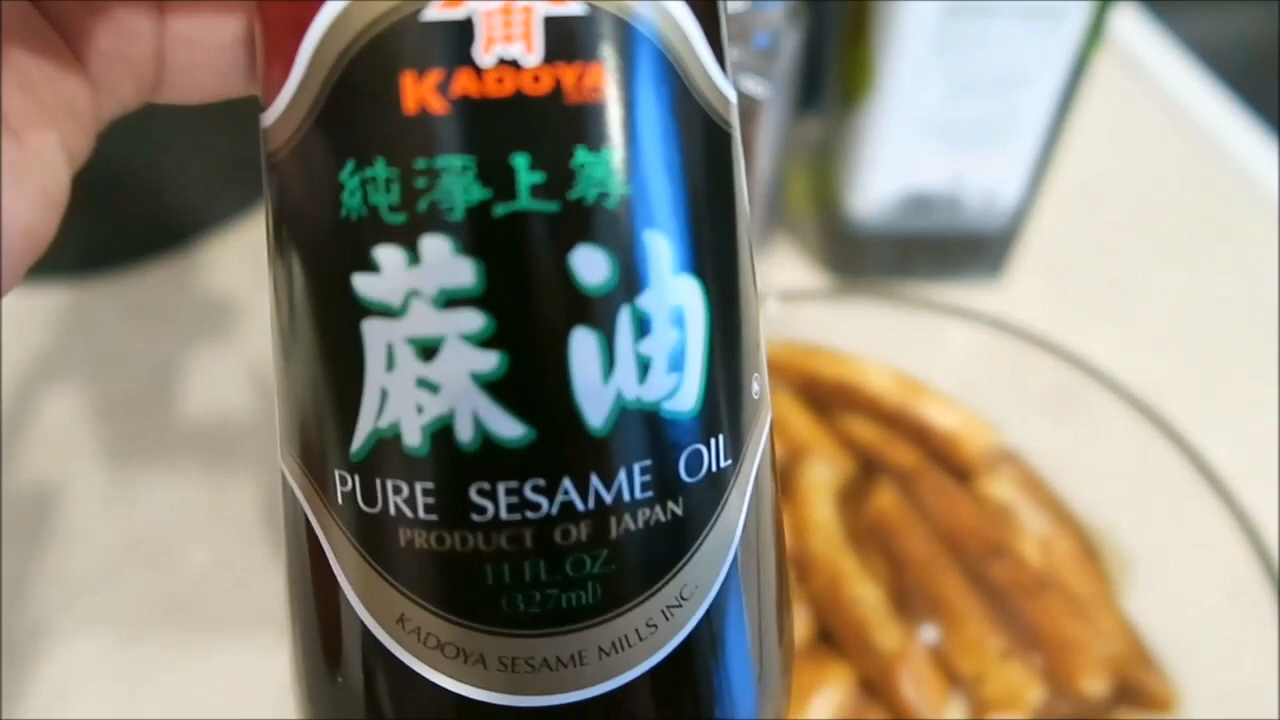 KADOYA
純淨上等
麻油
PURE SESAME OIL
PRODUCT OF JAPAN
11 FL.OZ.
(327ml)
KADOYA SESAME MILLS INC.